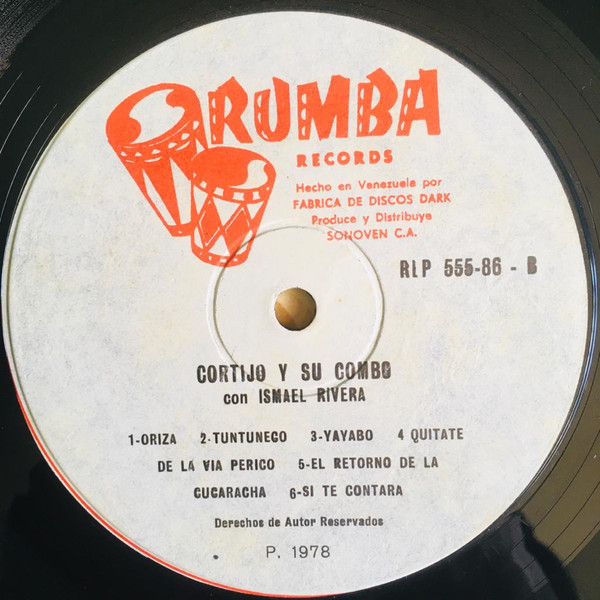 RUMBA
RECORDS
Hecho en Venezuela por
FABRICA DE DISCOS DARK
Produce y Distribuye
SONOVEN C.A.
RLP 555-86 - B
CORTIJO Y SU COMBO
con ISMAEL RIVERA
1-ORIZA 2-TUNTUNEGO 3-YAYABO 4 QUITATE
DE LA VIA PERICO 5-EL RETORNO DE LA
CUCARACHA 6-SI TE CONTARA
Derechos de Autor Reservados
P. 1978